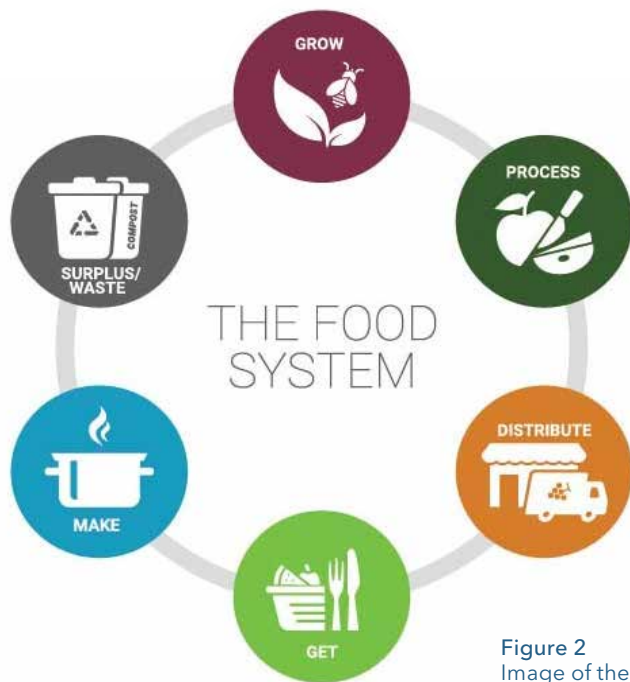 GROW
PROCESS
COMPOST
SURPLUS/
WASTE
THE FOOD
SYSTEM
DISTRIBUTE
MAKE
GET
Figure 2
Image of the